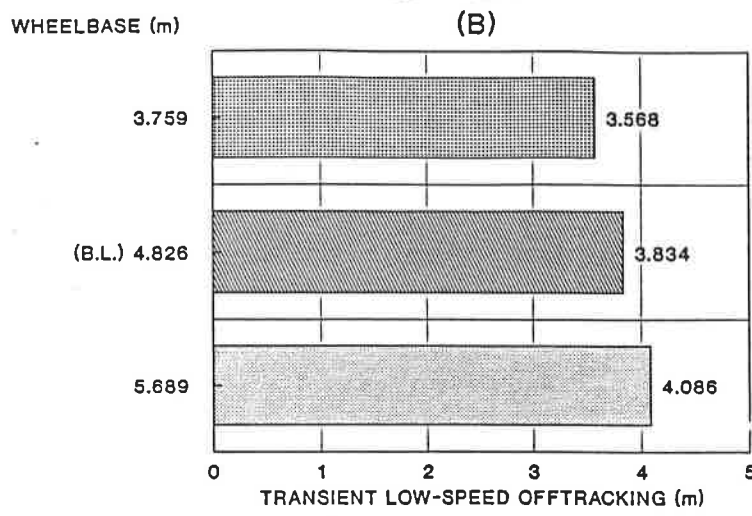 WHEELBASE (m)
(B)
3.759
3.568
(B.L.) 4.826
3.834
5.689
4.086
0 1 2 3 4 5
TRANSIENT LOW-SPEED OFFTRACKING (m)